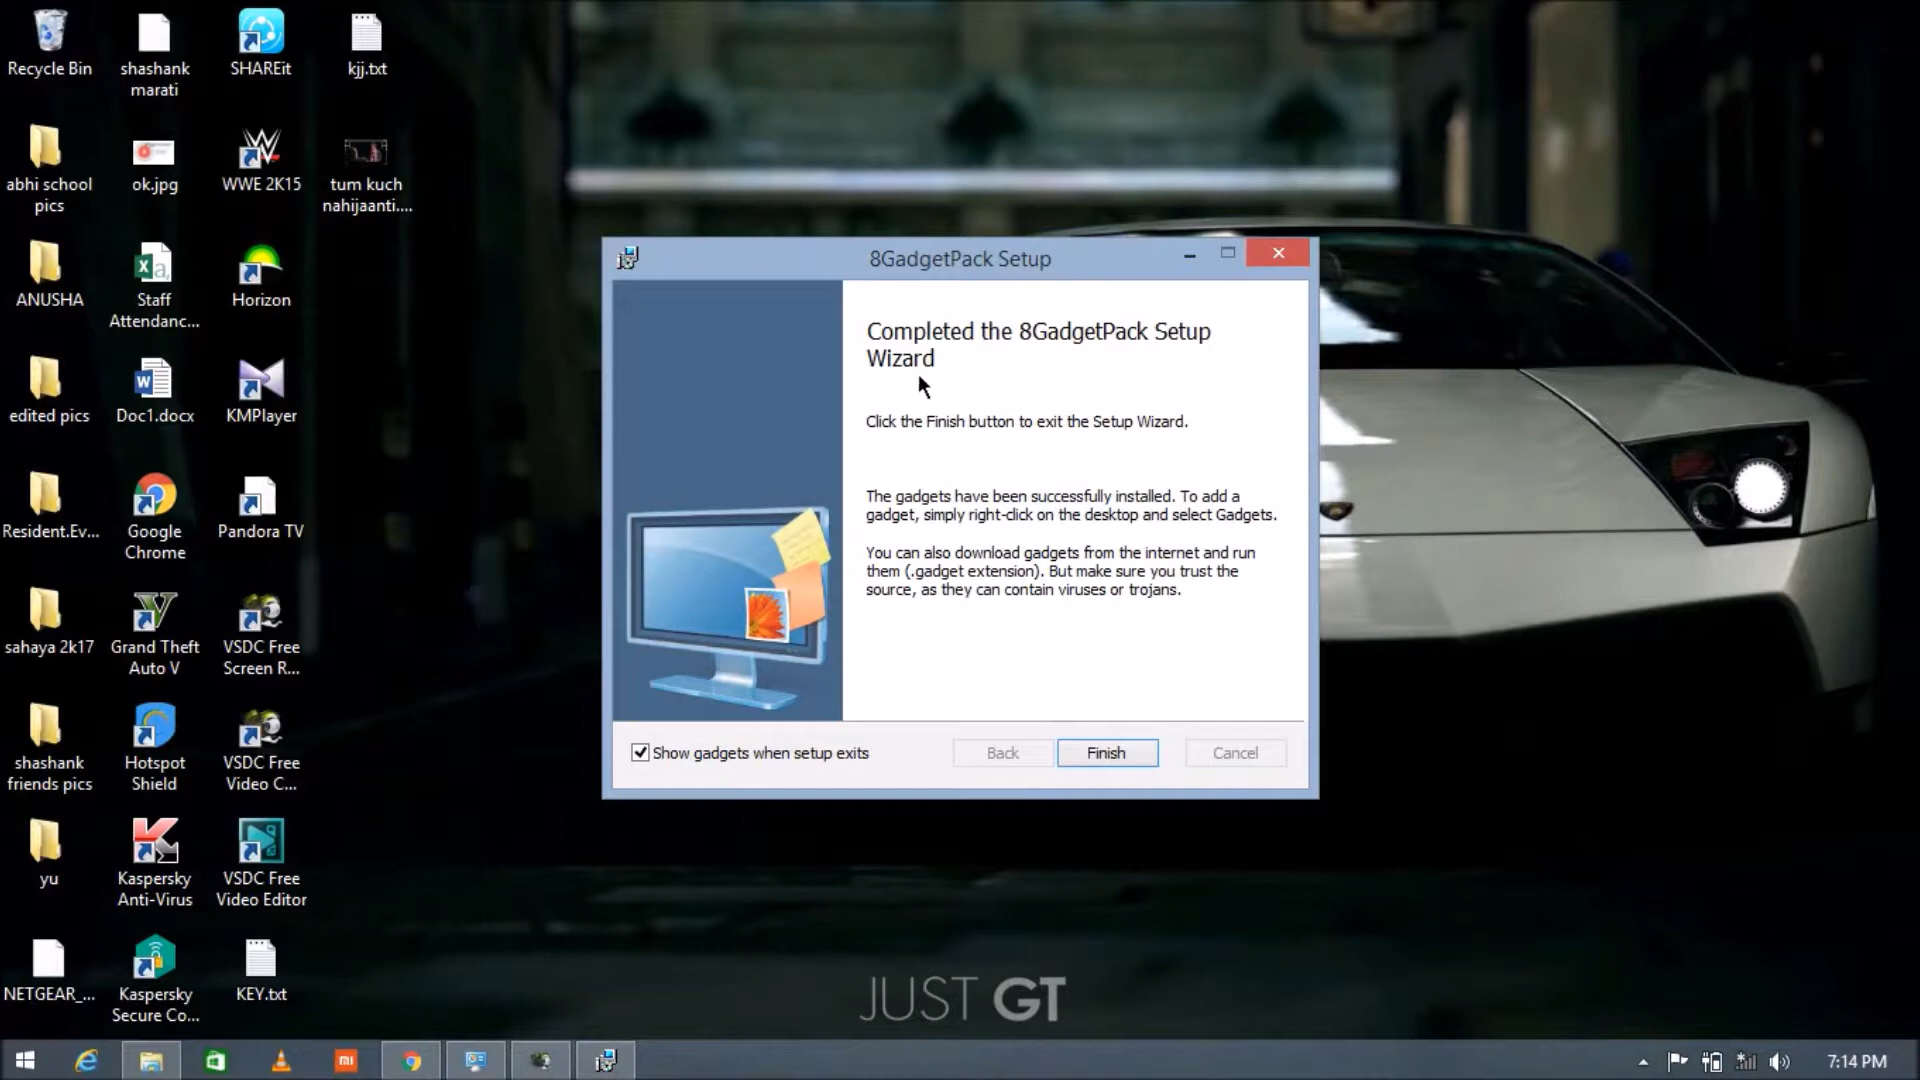 Recycle Bin
shashank
marati
SHAREit
kjj.txt
abhi school
pics
ok.jpg
WWE 2K15
tum kuch
nahijaanti....
ANUSHA
Staff
Attendanc...
Horizon
edited pics
Doc1.docx
KMPlayer
Resident.Ev...
Google
Chrome
Pandora TV
sahaya 2k17
Grand Theft
Auto V
VSDC Free
Screen R...
shashank
friends pics
Hotspot
Shield
VSDC Free
Video C...
yu
Kaspersky
Anti-Virus
VSDC Free
Video Editor
NETGEAR_...
Kaspersky
Secure Co...
KEY.txt
8GadgetPack Setup
Completed the 8GadgetPack Setup
Wizard
Click the Finish button to exit the Setup Wizard.
The gadgets have been successfully installed. To add a
gadget, simply right-click on the desktop and select Gadgets.
You can also download gadgets from the internet and run
them (.gadget extension). But make sure you trust the
source, as they can contain viruses or trojans.
Show gadgets when setup exits
Back
Finish
Cancel
JUST GT
mi
7:14 PM